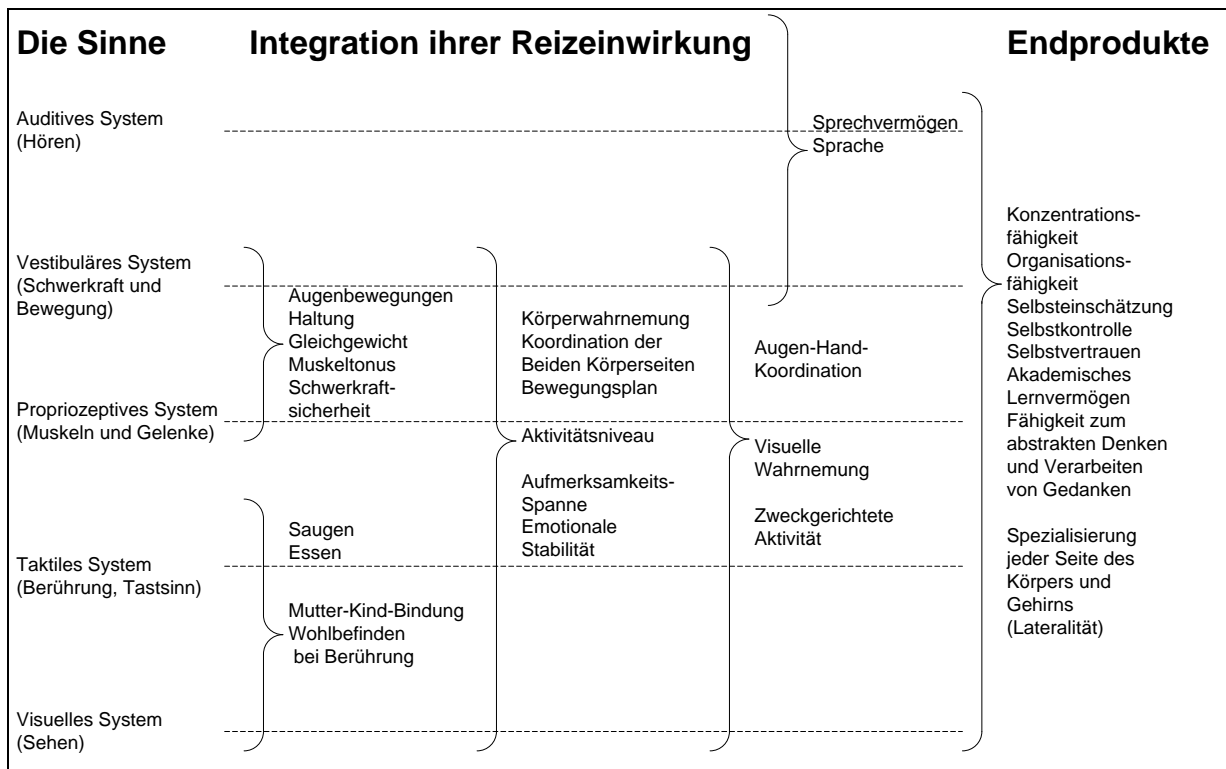 Die Sinne
Integration ihrer Reizeinwirkung
Endprodukte
Auditives System
(Hören)
Vestibuläres System
(Schwerkraft und
Bewegung)
Propriozeptives System
(Muskeln und Gelenke)
Taktiles System
(Berührung, Tastsinn)
Visuelles System
(Sehen)
Augenbewegungen
Haltung
Gleichgewicht
Muskeltonus
Schwerkraft-
sicherheit
Saugen
Essen
Mutter-Kind-Bindung
Wohlbefinden
bei Berührung
Körperwahrnemung
Koordination der
Beiden Körperseiten
Bewegungsplan
Aktivitätsniveau
Aufmerksamkeits-
Spanne
Emotionale
Stabilität
Sprechvermögen
Sprache
Augen-Hand-
Koordination
Visuelle
Wahrnemung
Zweckgerichtete
Aktivität
Konzentrations-
fähigkeit
Organisations-
fähigkeit
Selbsteinschätzung
Selbstkontrolle
Selbstvertrauen
Akademisches
Lernvermögen
Fähigkeit zum
abstrakten Denken
und Verarbeiten
von Gedanken
Spezialisierung
jeder Seite des
Körpers und
Gehirns
(Lateralität)